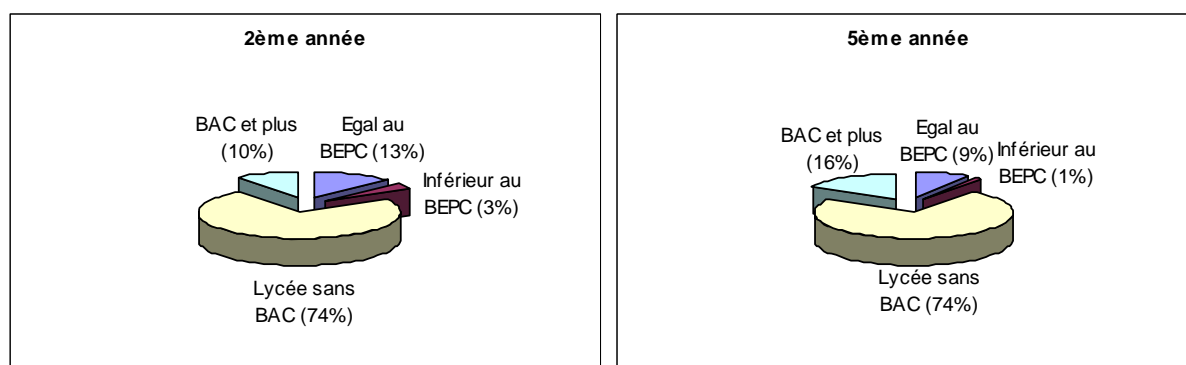 2ème année
BAC et plus
(10%)
Egal au
BEPC (13%)
Inférieur au
BEPC (3%)
Lycée sans
BAC (74%)
5ème année
BAC et plus
(16%)
Egal au
BEPC (9%)
Inférieur au
BEPC (1%)
Lycée sans
BAC (74%)